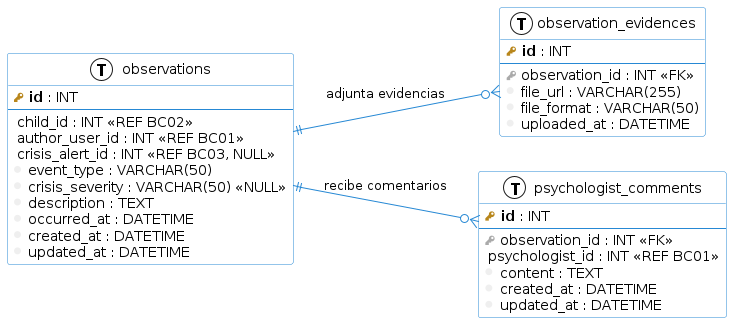 T observations
id : INT
child_id : INT «REF BC02»
author_user_id : INT «REF BC01»
crisis_alert_id : INT «REF BC03, NULL»
event_type : VARCHAR(50)
crisis_severity : VARCHAR(50) «NULL»
description : TEXT
occurred_at : DATETIME
created_at : DATETIME
updated_at : DATETIME
adjunta evidencias
recibe comentarios
T observation_evidences
id : INT
observation_id : INT «FK»
file_url : VARCHAR(255)
file_format : VARCHAR(50)
uploaded_at : DATETIME
T psychologist_comments
id : INT
observation_id : INT «FK»
psychologist_id : INT «REF BC01»
content : TEXT
created_at : DATETIME
updated_at : DATETIME